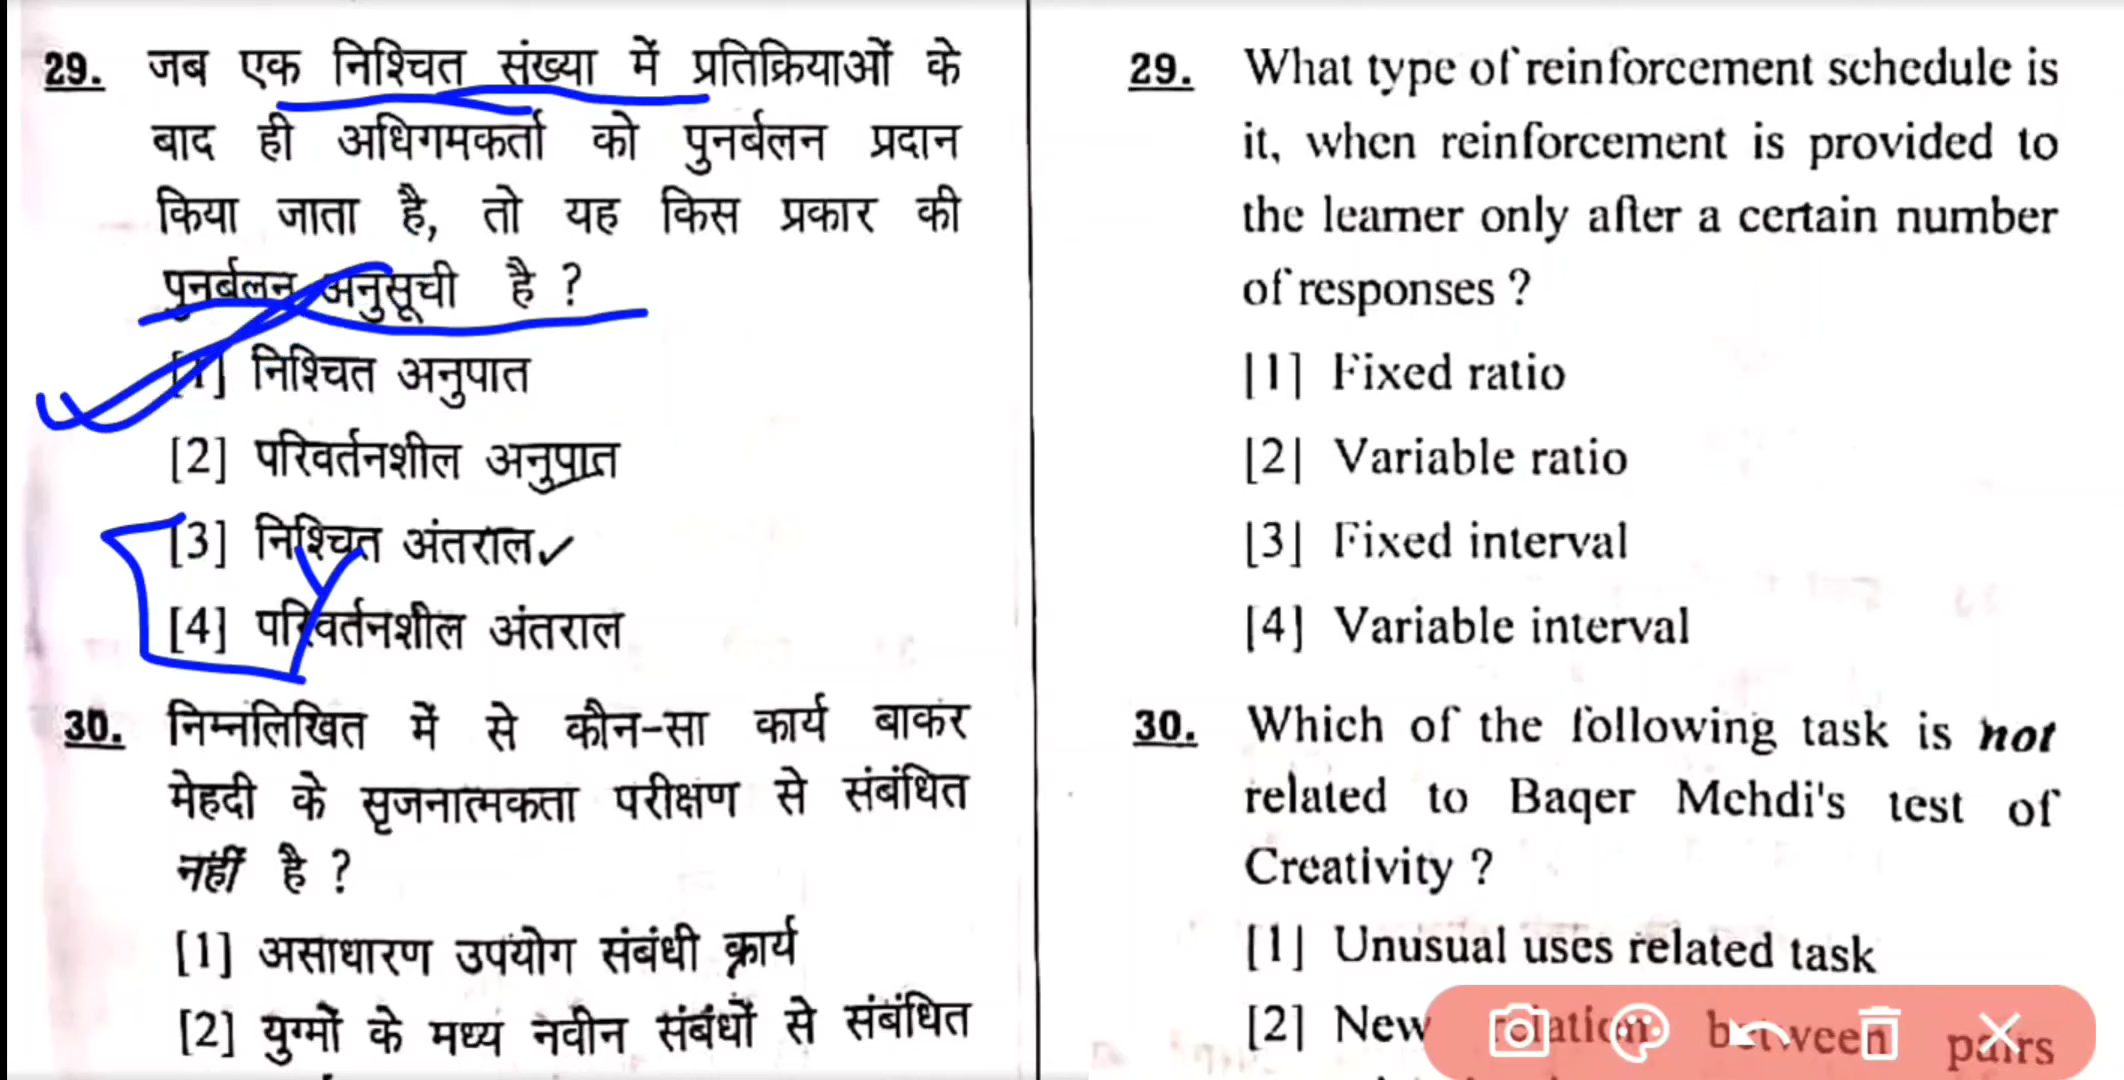 29. जब एक निश्चित संख्या में प्रतिक्रियाओं के
बाद ही अधिगमकर्ता को पुनर्बलन प्रदान
किया जाता है, तो यह किस प्रकार की
पुनर्बलन अनुसूची है ?
[1] निश्चित अनुपात
[2] परिवर्तनशील अनुपात
[3] निश्चित अंतराल
[4] परिवर्तनशील अंतराल
30. निम्नलिखित में से कौन-सा कार्य बाकर
मेहदी के सृजनात्मकता परीक्षण से संबंधित
नहीं है ?
[1] असाधारण उपयोग संबंधी कार्य
[2] युग्मों के मध्य नवीन संबंधों से संबंधित
29. What type of reinforcement schedule is
it, when reinforcement is provided to
the learner only after a certain number
of responses ?
[1] Fixed ratio
[2] Variable ratio
[3] Fixed interval
[4] Variable interval
30. Which of the following task is not
related to Baqer Mehdi's test of
Creativity ?
[1] Unusual uses related task
[2] New relation between pairs